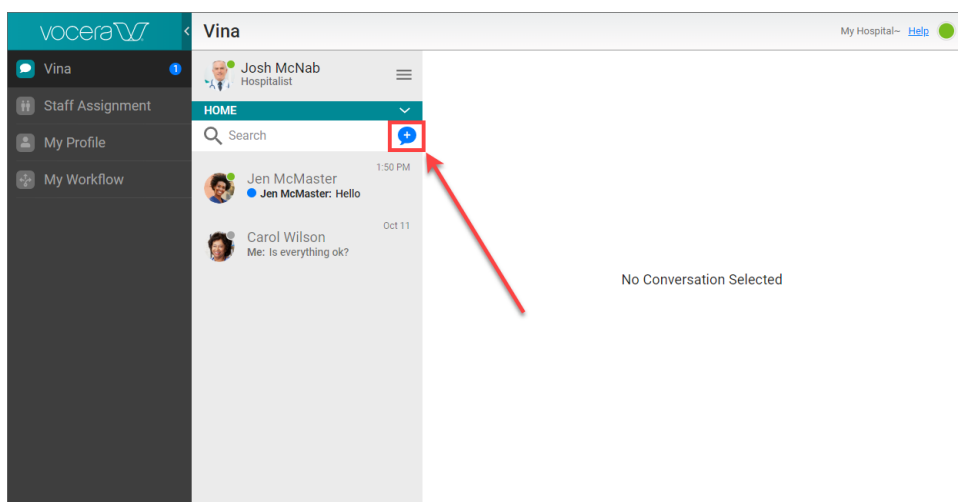 vocera
Vina
My Hospital~ Help
Vina 1
Staff Assignment
My Profile
My Workflow
Josh McNab
Hospitalist
HOME
Search
1:50 PM
Jen McMaster
Jen McMaster: Hello
Oct 11
Carol Wilson
Me: Is everything ok?
No Conversation Selected